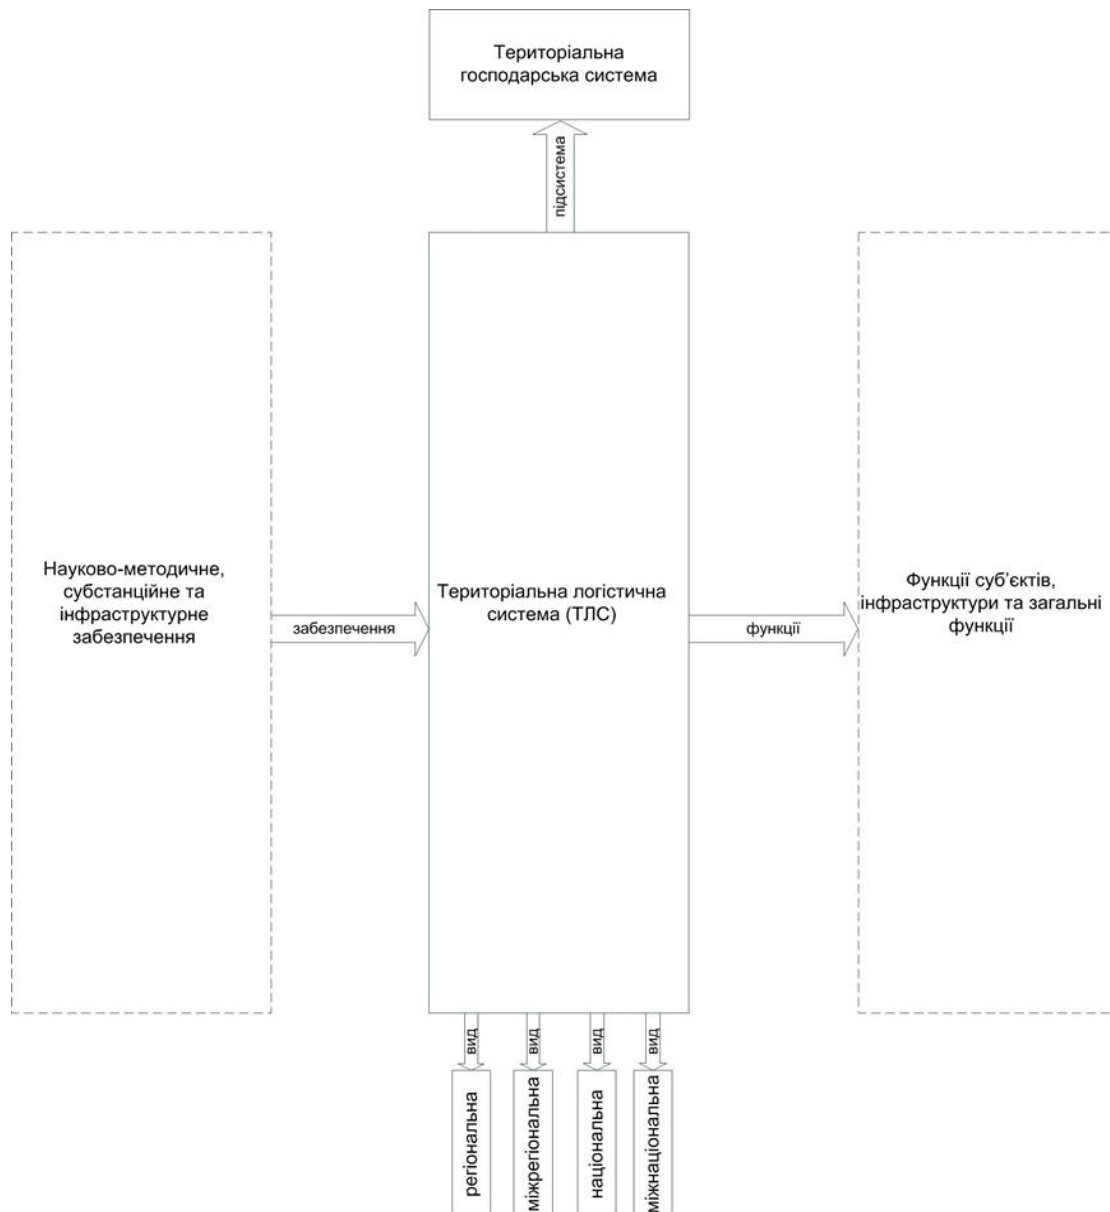 Територіальна
господарська система
підсистема
Науково-методичне,
субстанційне та
інфраструктурне
забезпечення
забезпечення
Територіальна логістична
система (ТЛС)
функції
Функції суб’єктів,
інфраструктури та загальні
функції
вид
вид
вид
вид
регіональна
міжрегіональна
національна
міжнаціональна